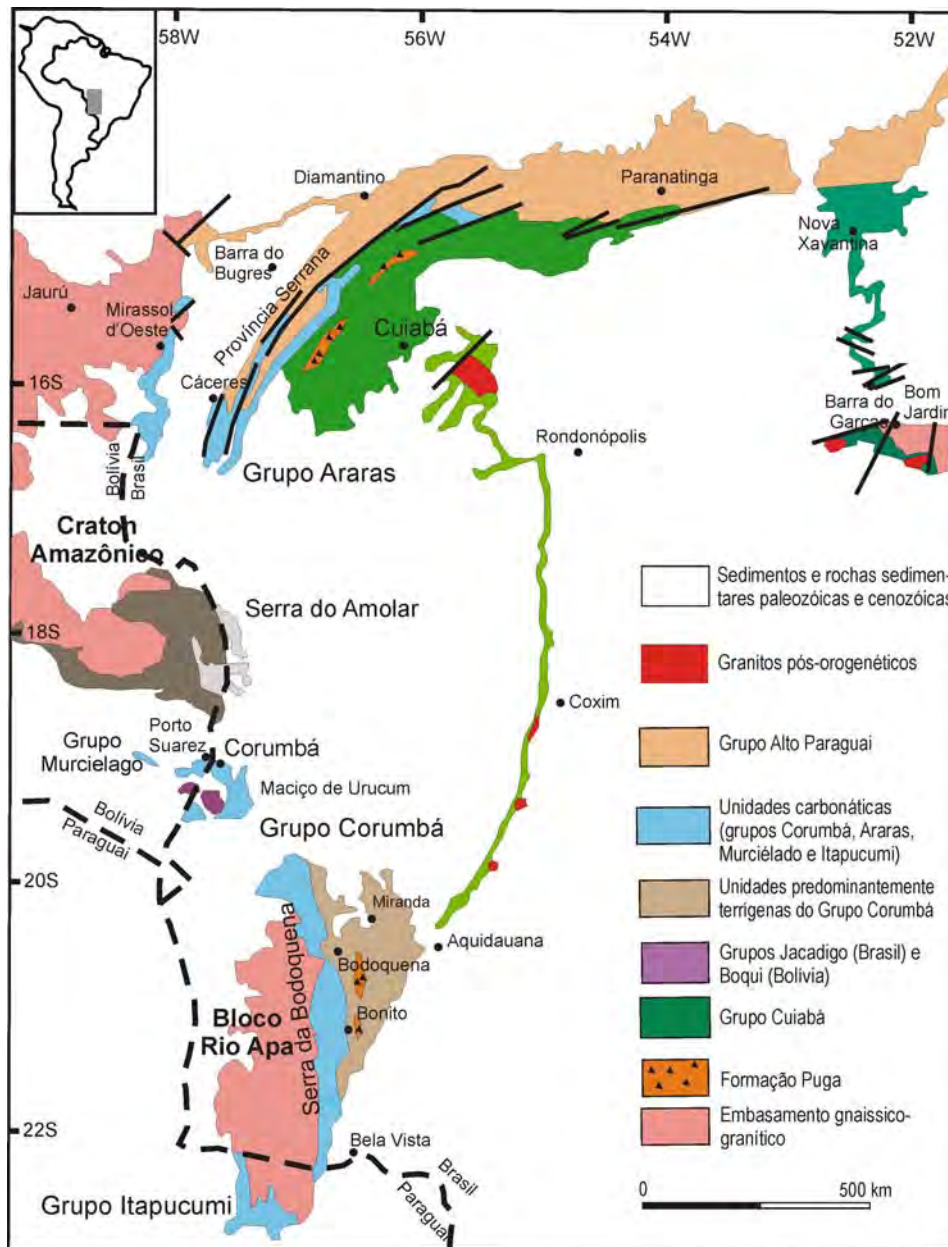 58W
56W
54W
52W
Diamantino
Paranatinga
Nova
Xayantina
Barra do
Bugres
Jaurú
Mirassol
d'Oeste
Província Serrana
Cuiabá
Cáceres
16S
Barra do
Garças
Bom
Jardin
Rondonópolis
Bolívia
Brasil
Grupo Araras
Craton
Amazônico
Serra do Amolar
18S
Coxim
Porto
Suarez
Corumbá
Grupo
Murcielago
Maciço de Urucum
Grupo Corumbá
Bolívia
Paraguai
20S
Miranda
Aquidauana
Bodoquena
Serra da Bodoquena
Bonito
Bloco
Rio Apa
22S
Bela Vista
Brasil
Paraguai
Grupo Itapucumi
Sedimentos e rochas sedimen-
tares paleozóicas e cenozóicas
Granitos pós-orogenéticos
Grupo Alto Paraguai
Unidades carbonáticas
(grupos Corumbá, Araras,
Murciélado e Itapucumi)
Unidades predominantemente
terrígenas do Grupo Corumbá
Grupos Jacadigo (Brasil) e
Boqui (Bolivia)
Grupo Cuiabá
Formação Puga
Embasamento gnaissico-
granitico
0 500 km